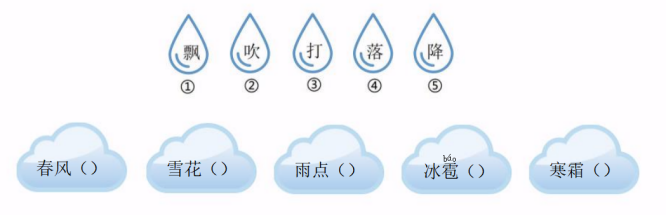 飘 吹 打 落 降
① ② ③ ④ ⑤
báo
春风（） 雪花（） 雨点（） 冰雹（） 寒霜（）